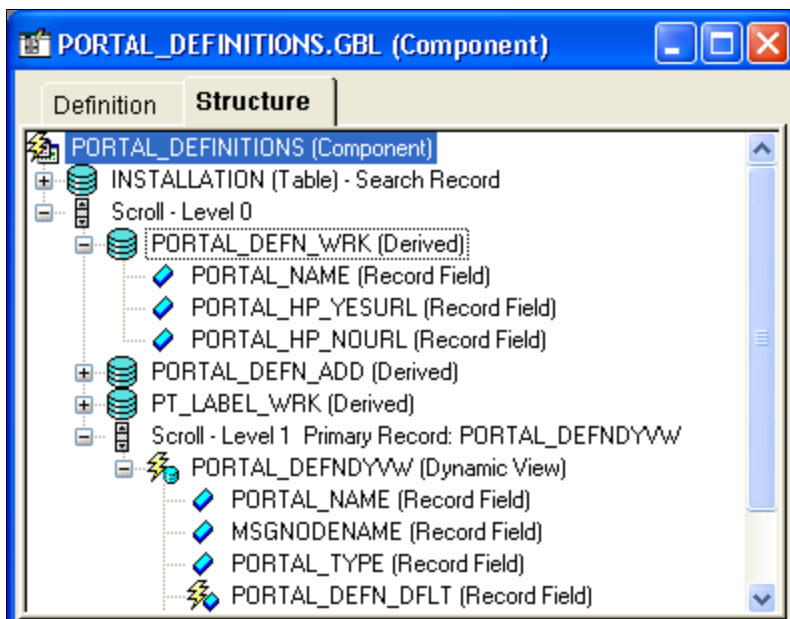 PORTAL_DEFINITIONS.GBL (Component)
Definition Structure
PORTAL_DEFINITIONS (Component)
INSTALLATION (Table) - Search Record
Scroll - Level 0
PORTAL_DEFN_WRK (Derived)
PORTAL_NAME (Record Field)
PORTAL_HP_YESURL (Record Field)
PORTAL_HP_NOURL (Record Field)
PORTAL_DEFN_ADD (Derived)
PT_LABEL_WRK (Derived)
Scroll - Level 1 Primary Record: PORTAL_DEFNDYVW
PORTAL_DEFNDYVW (Dynamic View)
PORTAL_NAME (Record Field)
MSGNODENAME (Record Field)
PORTAL_TYPE (Record Field)
PORTAL_DEFN_DFLT (Record Field)